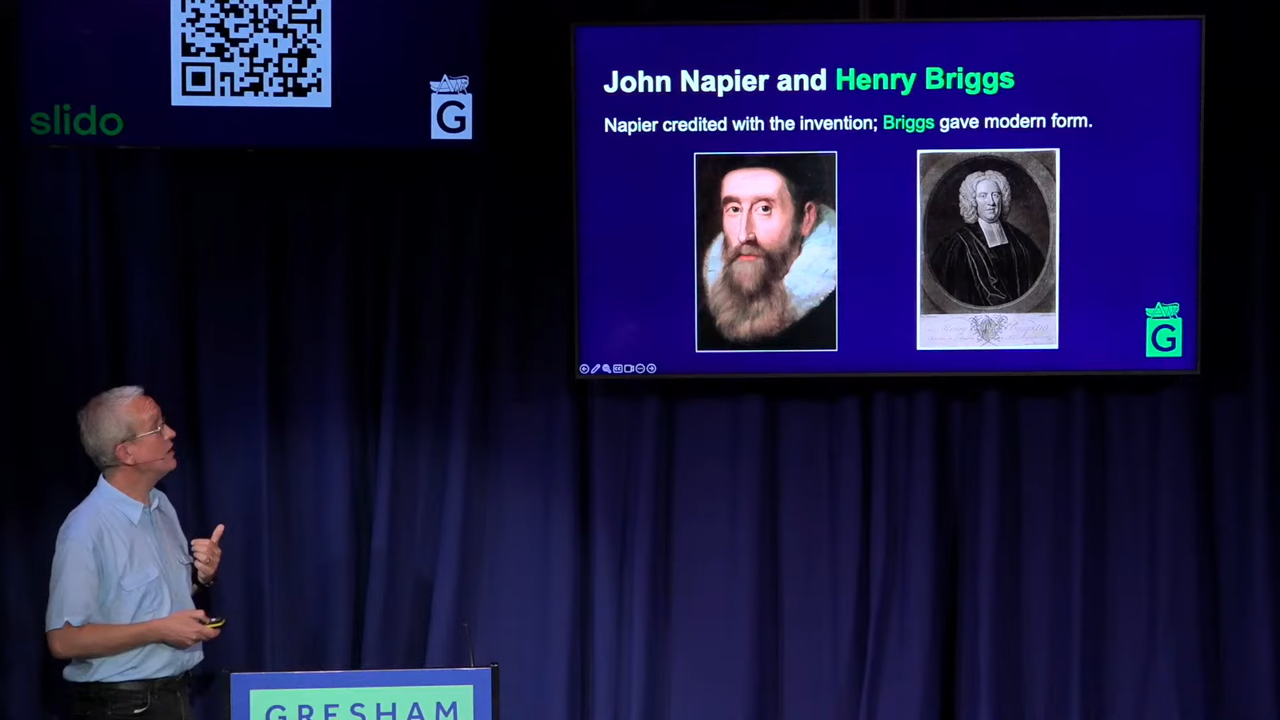 slido
G
John Napier and Henry Briggs
Napier credited with the invention; Briggs gave modern form.
G
GRESHAM